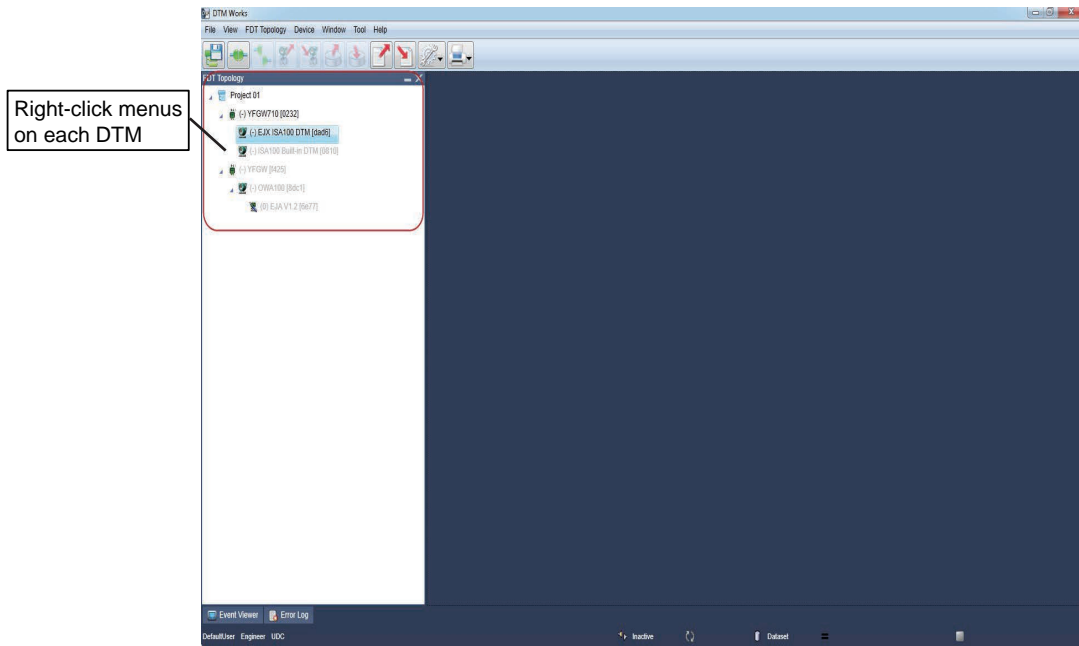 DTM Works
File View FDT Topology Device Window Tool Help
FDT Topology
Project 01
(-) YFGW710 [0232]
(-) EJX ISA100 DTM [dad6]
(-) ISA100 Built-in DTM [0810]
(-) YFGW [f425]
(-) OWA100 [8dc1]
(0) EJA V1.2 [6e77]
Right-click menus
on each DTM
Event Viewer Error Log
DefaultUser Engineer UDC Inactive Dataset